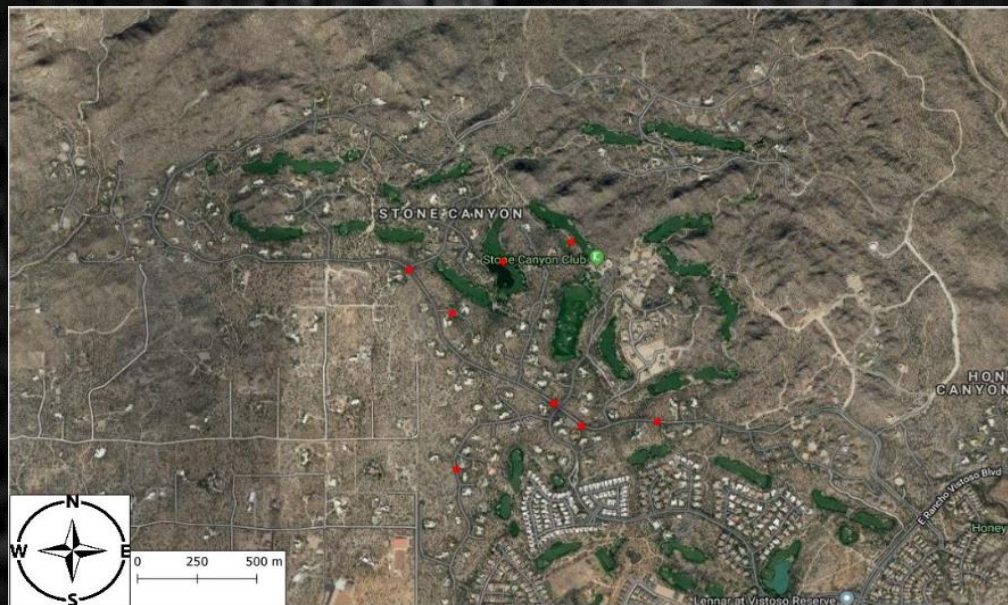 STONE CANYON
Stone Canyon Club
HON
CANYON
E Rancho Vistoso Blvd
Honey
Lennar at Vistoso Reserve
N
W
E
S
0 250 500 m